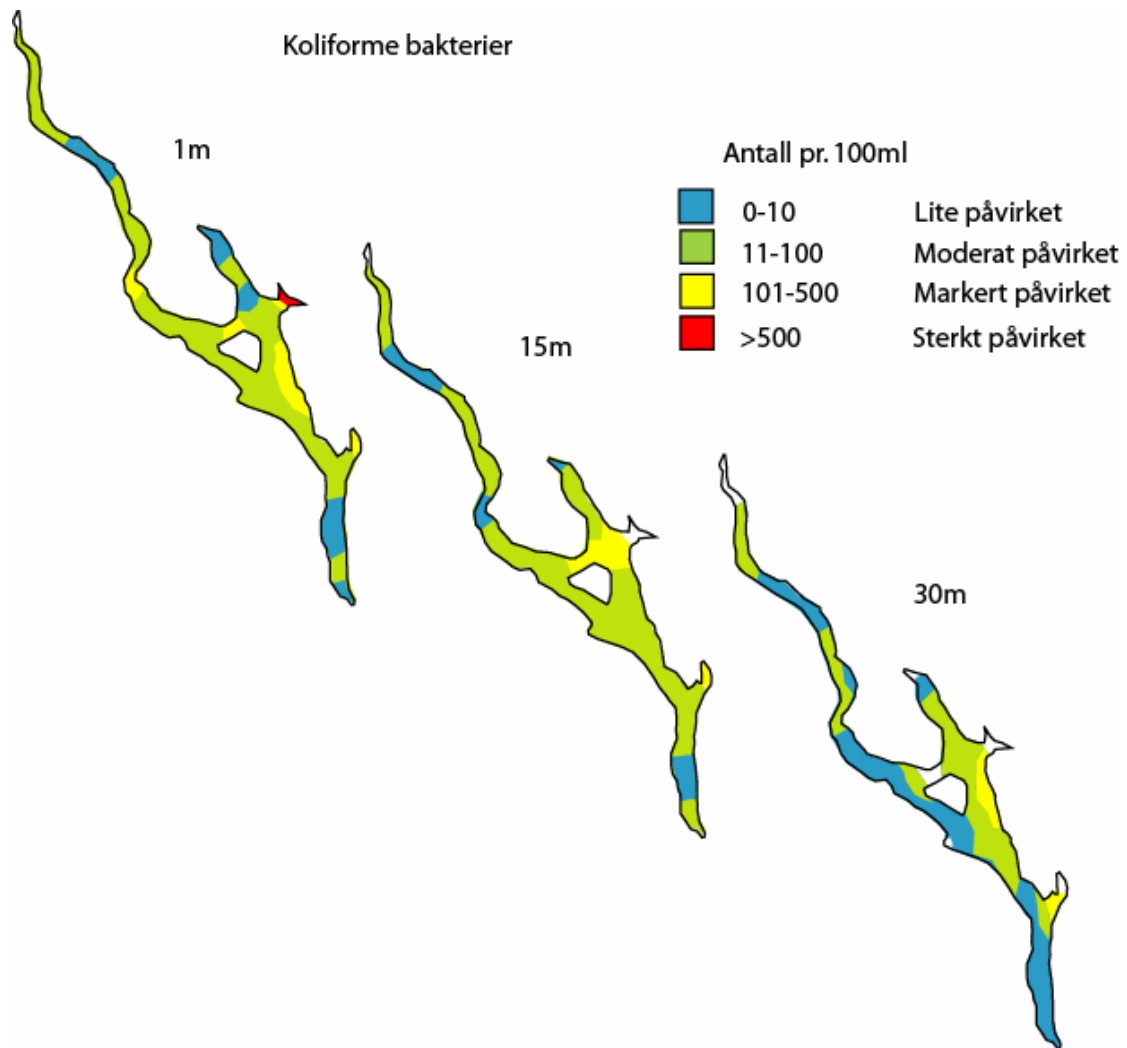 Koliforme bakterier
1m
Antall pr. 100ml
0-10 Lite påvirket
11-100 Moderat påvirket
101-500 Markert påvirket
>500 Sterkt påvirket
15m
30m